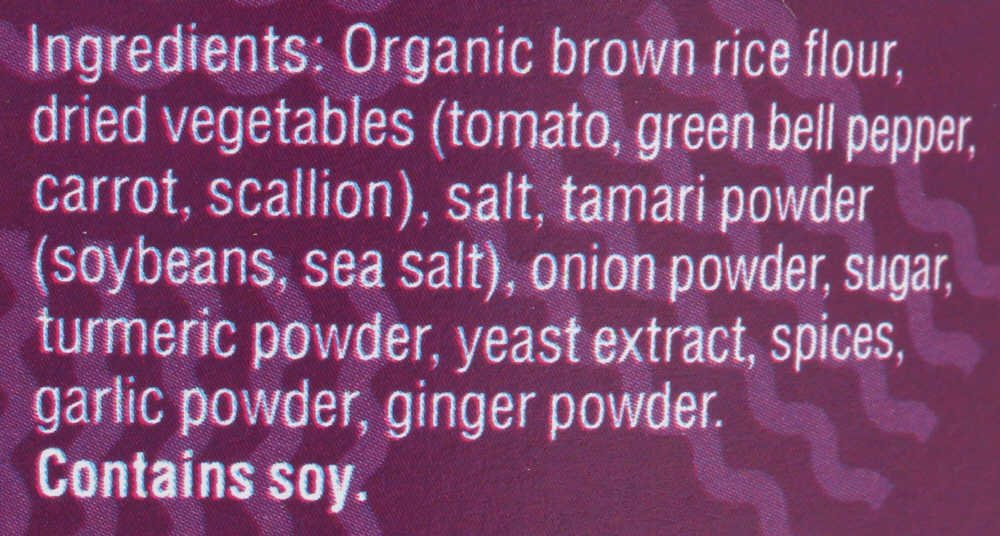 Ingredients: Organic brown rice flour,
dried vegetables (tomato, green bell pepper,
carrot, scallion), salt, tamari powder
(soybeans, sea salt), onion powder, sugar,
turmeric powder, yeast extract, spices,
garlic powder, ginger powder.
Contains soy.